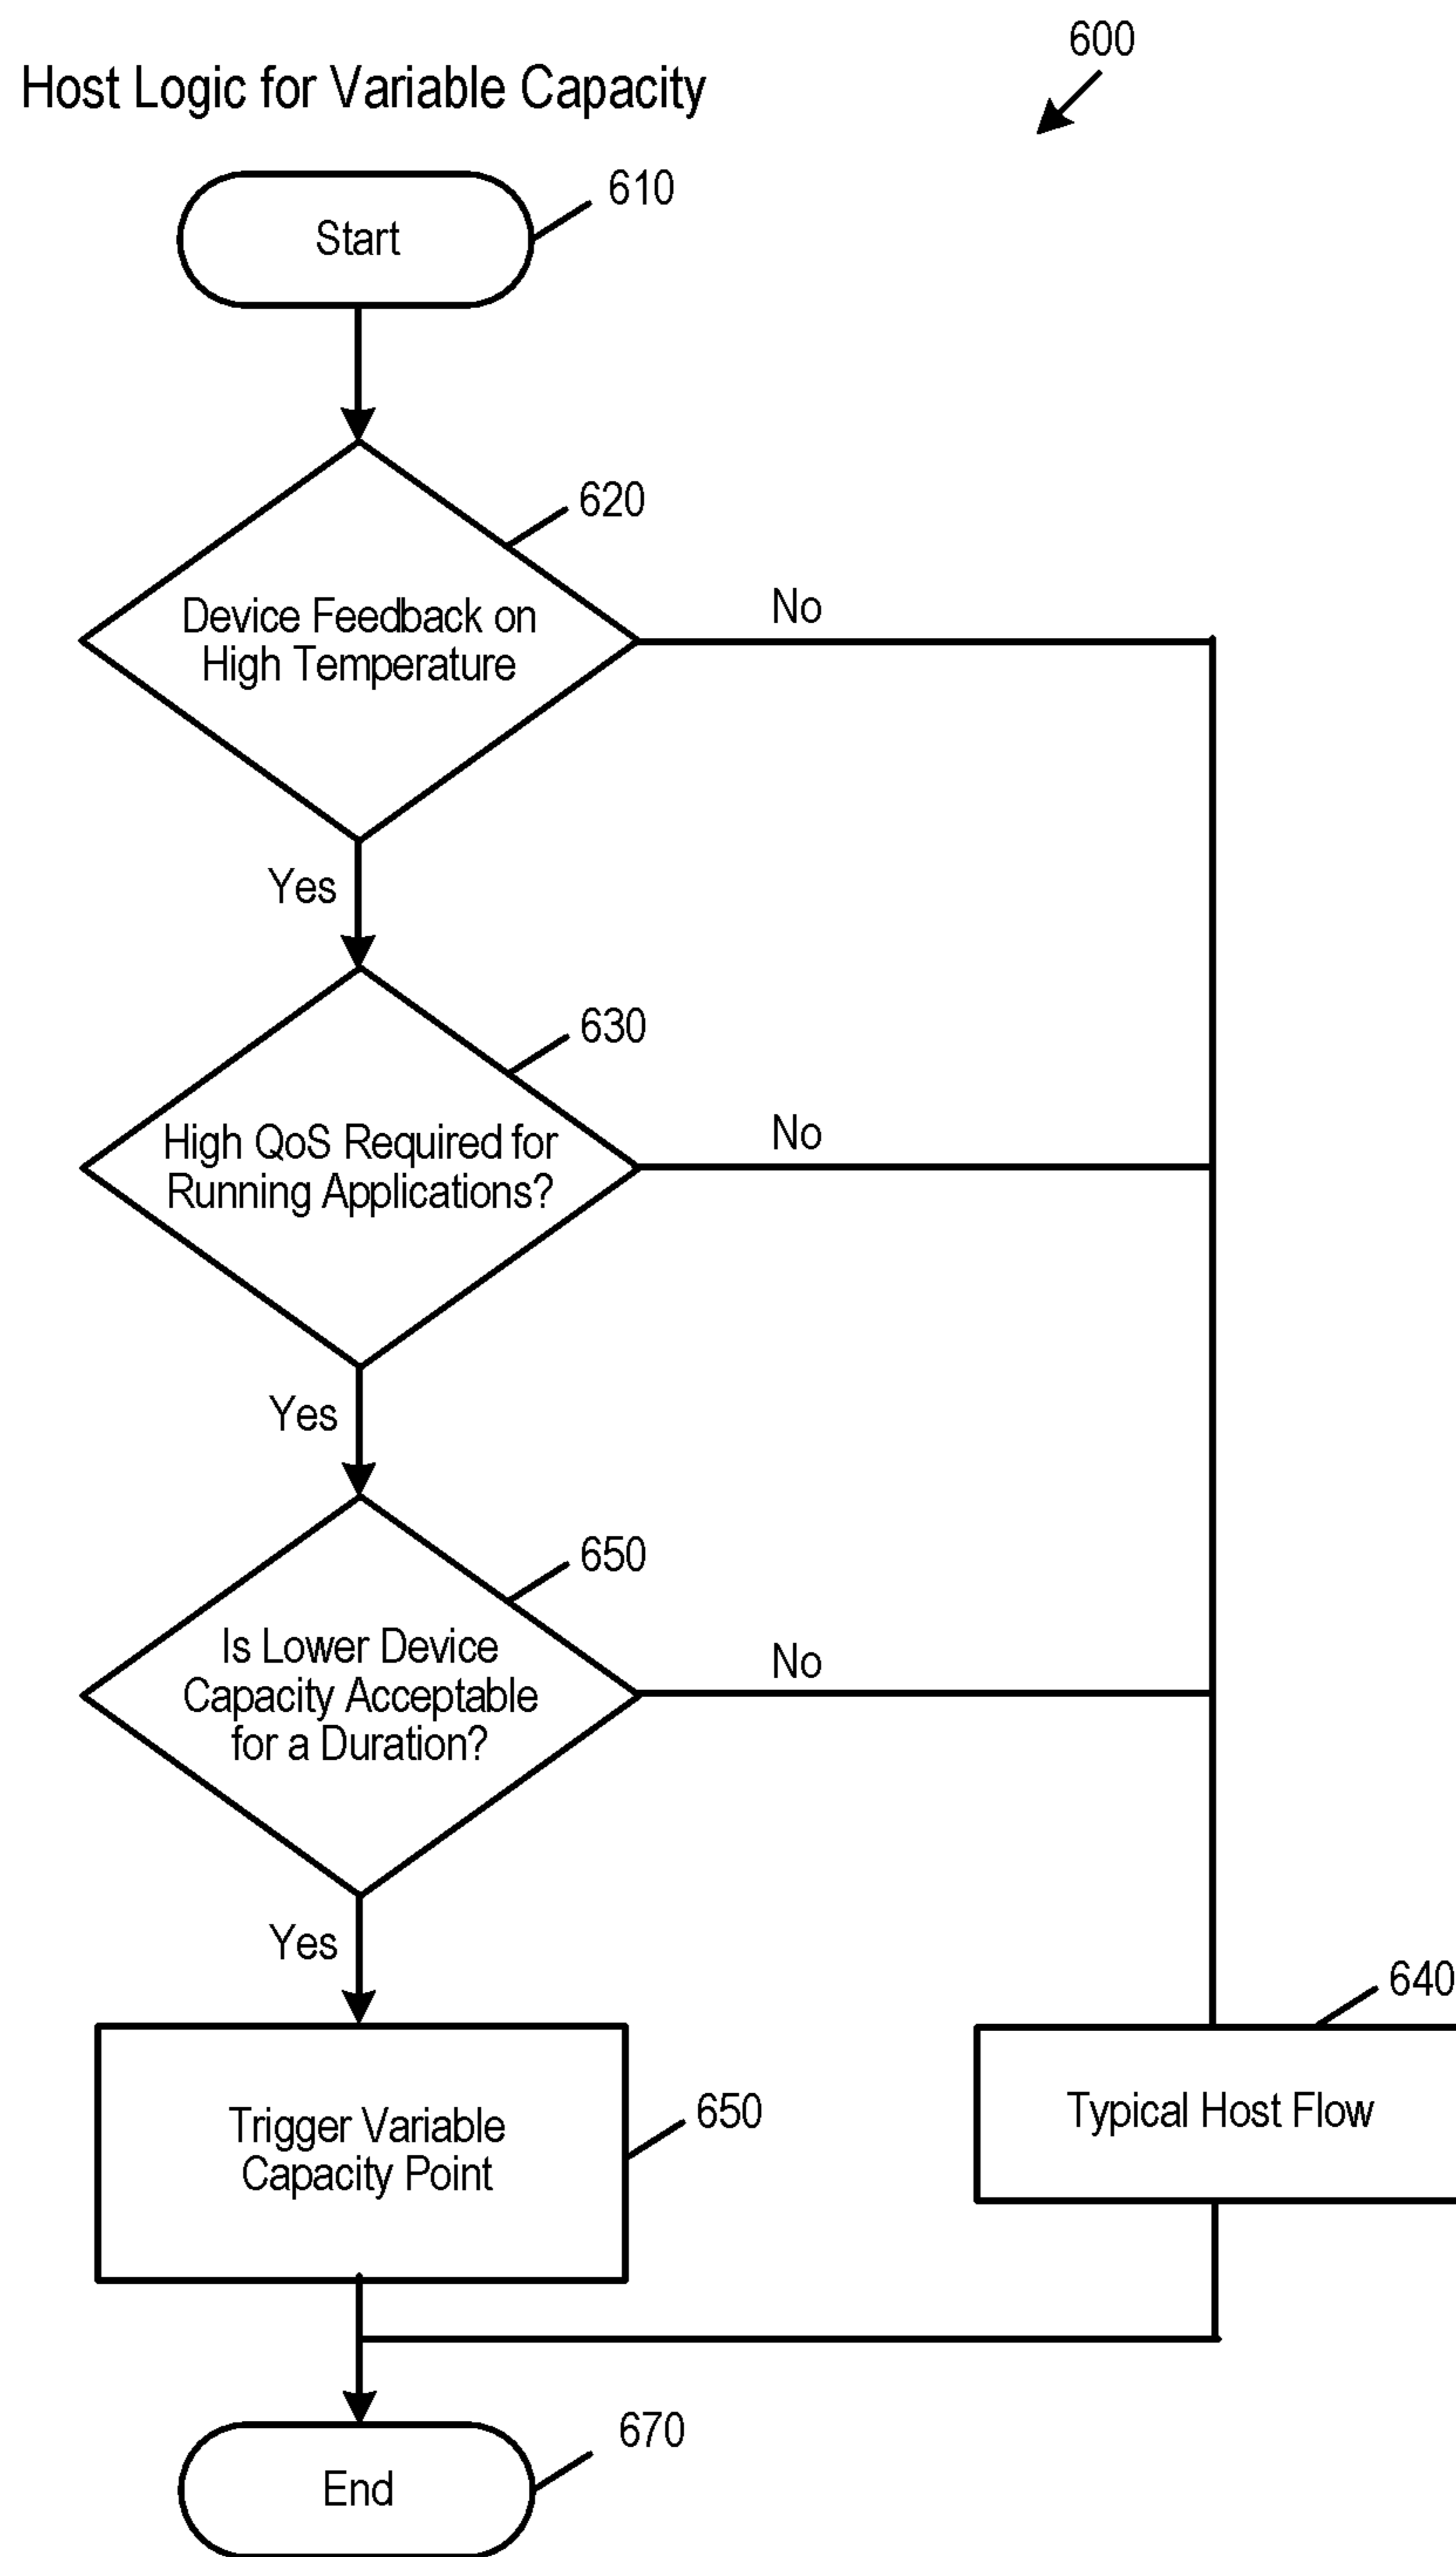 600
Host Logic for Variable Capacity
610
Start
620
Device Feedback on
High Temperature
No
Yes
630
High QoS Required for
Running Applications?
No
Yes
650
Is Lower Device
Capacity Acceptable
for a Duration?
No
Yes
640
Typical Host Flow
Trigger Variable
Capacity Point
650
670
End